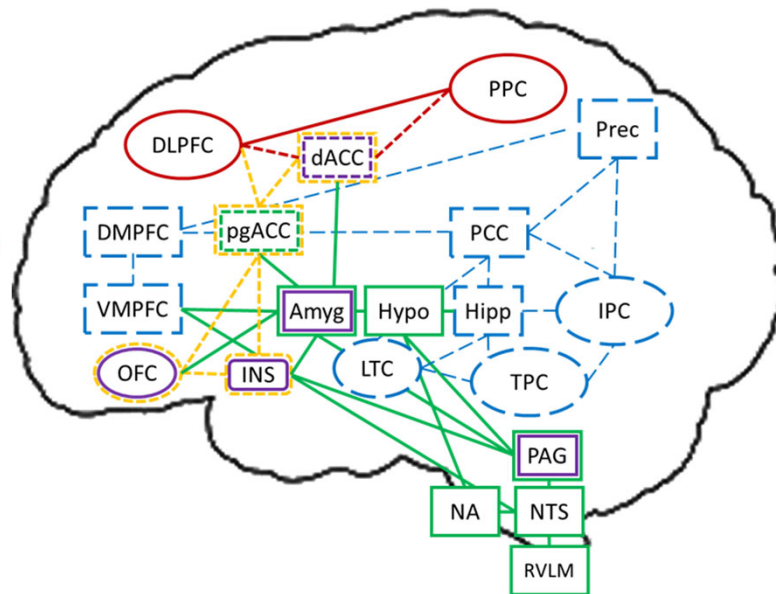 PPC
Prec
DLPFC
dACC
DMPFC
pgACC
PCC
VMPFC
Amyg
Hypo
Hipp
IPC
OFC
INS
LTC
TPC
PAG
NA
NTS
RVLM